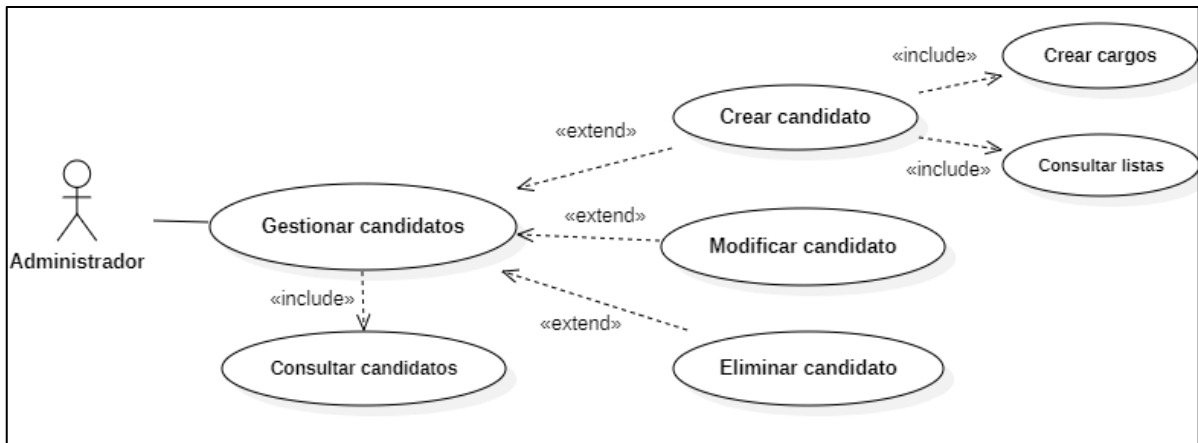 «include»
Crear cargos
Crear candidato
«extend»
«include»
Consultar listas
Administrador
Gestionar candidatos
«extend»
Modificar candidato
«include»
«extend»
Consultar candidatos
Eliminar candidato